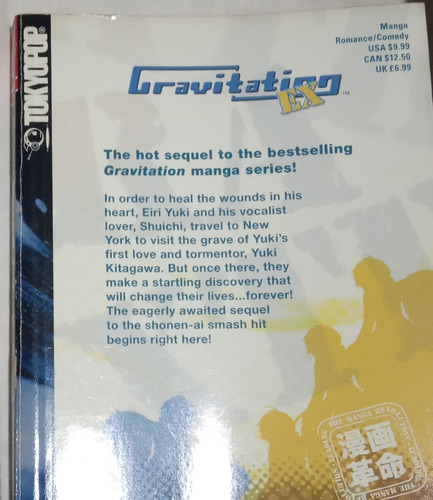 TOKYOPOP
Manga
Romance/Comedy
USA $9.99
CAN $12.50
UK £6.99
Gravitation
EX
TM
The hot sequel to the bestselling
Gravitation manga series!
In order to heal the wounds in his
heart, Eiri Yuki and his vocalist
lover, Shuichi, travel to New
York to visit the grave of Yuki's
first love and tormentor, Yuki
Kitagawa. But once there, they
make a startling discovery that
will change their lives...forever!
The eagerly awaited sequel
to the shonen-ai smash hit
begins right here!
THE MANGA REVOLUTION
漫画
革命